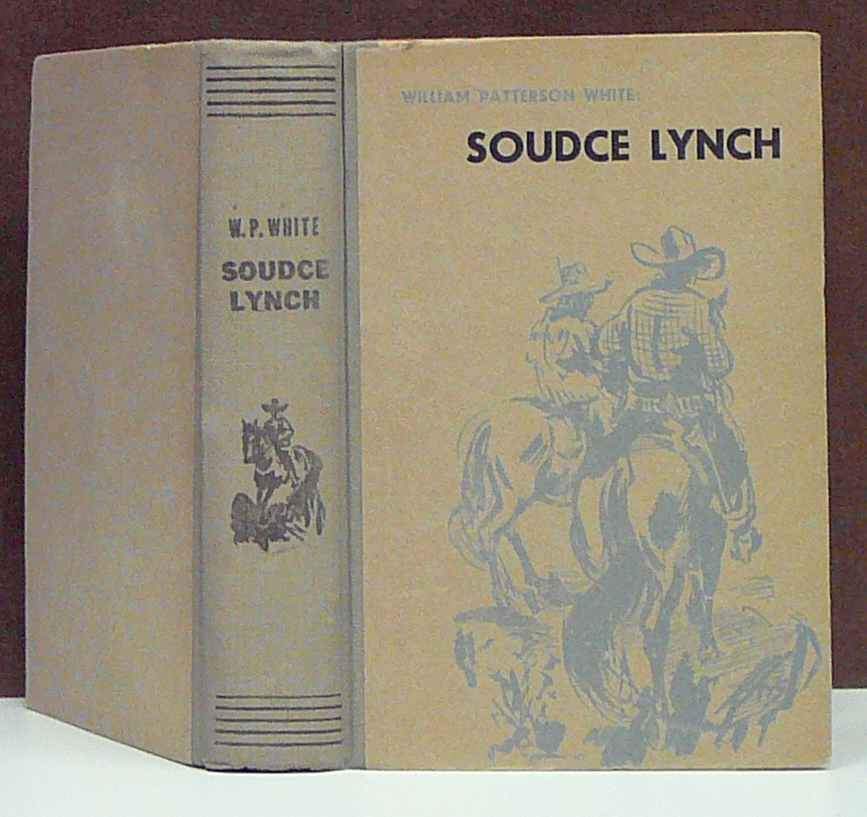 W. P. WHITE
SOUDCE
LYNCH
WILLIAM PATTERSON WHITE:
SOUDCE LYNCH